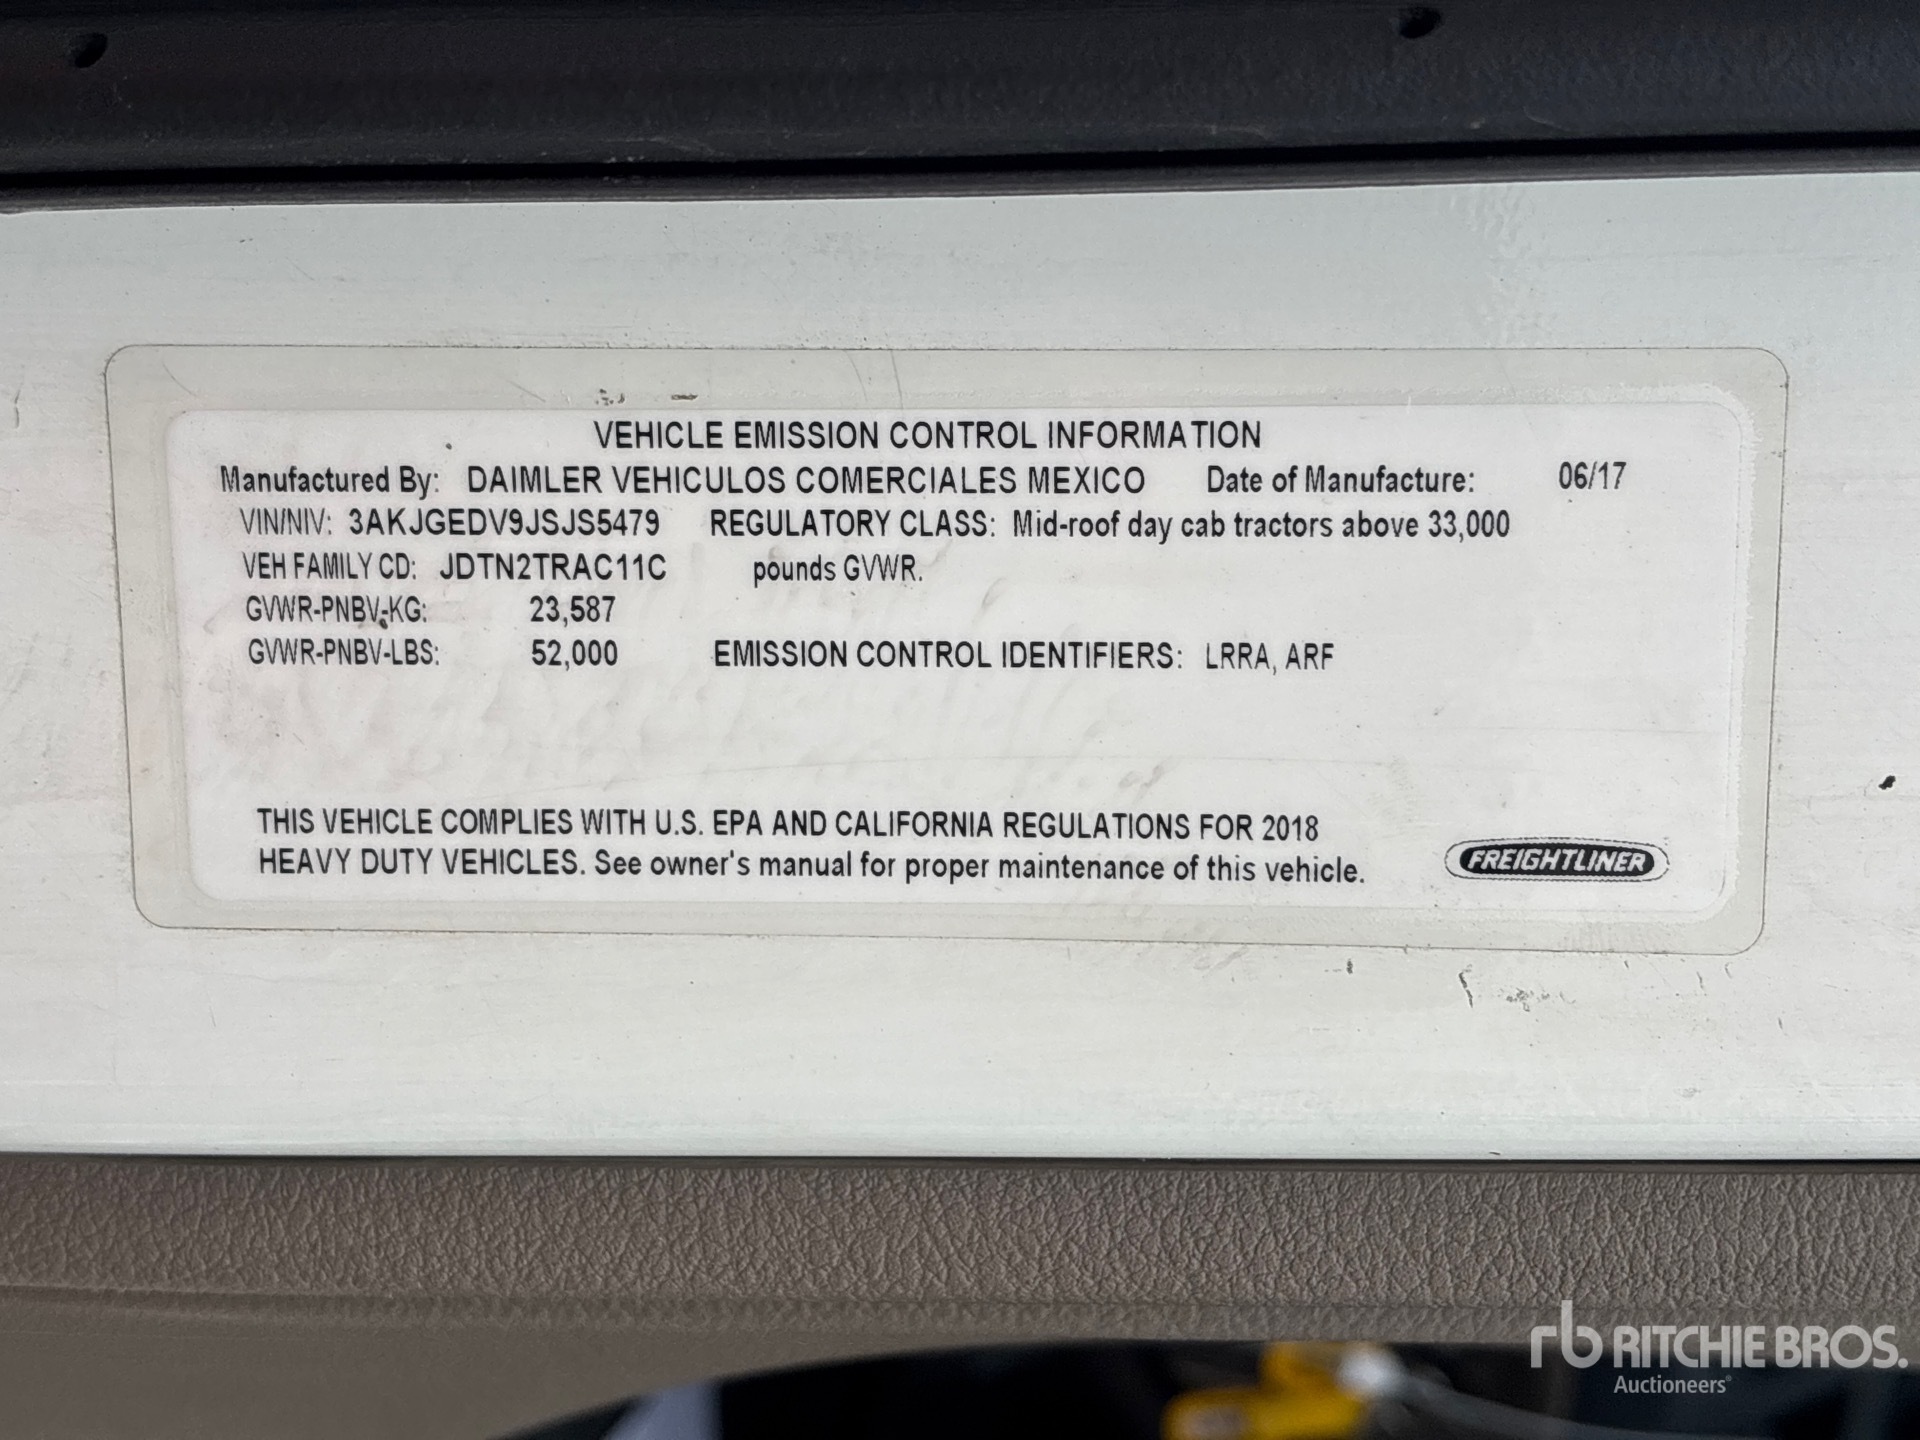 VEHICLE EMISSION CONTROL INFORMATION
Manufactured By: DAIMLER VEHICULOS COMERCIALES MEXICO Date of Manufacture: 06/17
VIN/NIV: 3AKJGEDV9JSJS5479 REGULATORY CLASS: Mid-roof day cab tractors above 33,000
VEH FAMILY CD: JDTN2TRAC11C pounds GVWR.
GVWR-PNBV-KG: 23,587
GVWR-PNBV-LBS: 52,000 EMISSION CONTROL IDENTIFIERS: LRRA, ARF
THIS VEHICLE COMPLIES WITH U.S. EPA AND CALIFORNIA REGULATIONS FOR 2018
HEAVY DUTY VEHICLES. See owner's manual for proper maintenance of this vehicle.
FREIGHTLINER
rb RITCHIE BROS.
Auctioneers®